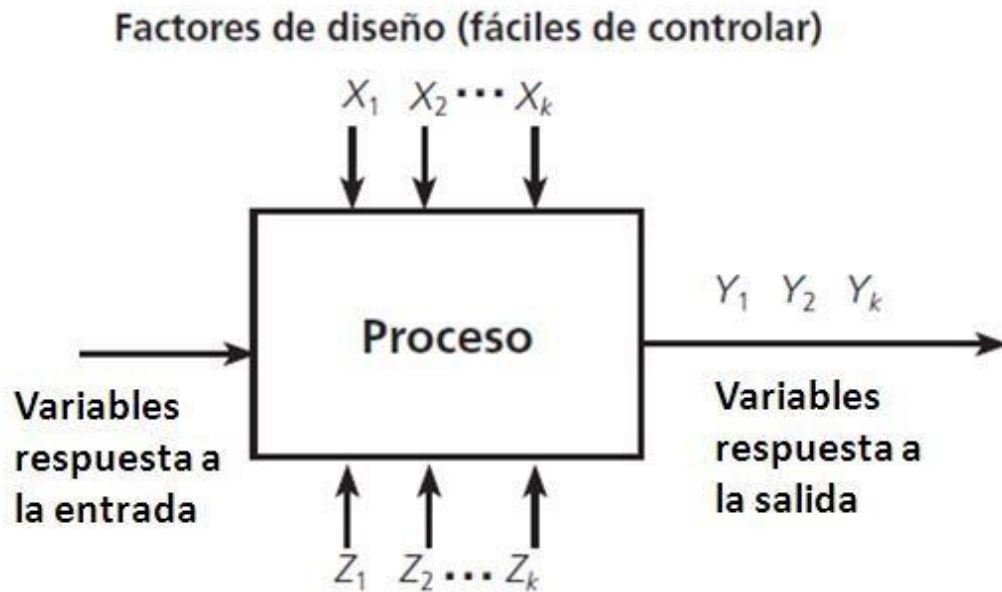 Factores de diseño (fáciles de controlar)
X₁ X₂ ··· Xₖ
Proceso
Y₁ Y₂ Yₖ
Variables
respuesta a
la entrada
Variables
respuesta a
la salida
Z₁ Z₂ ··· Zₖ